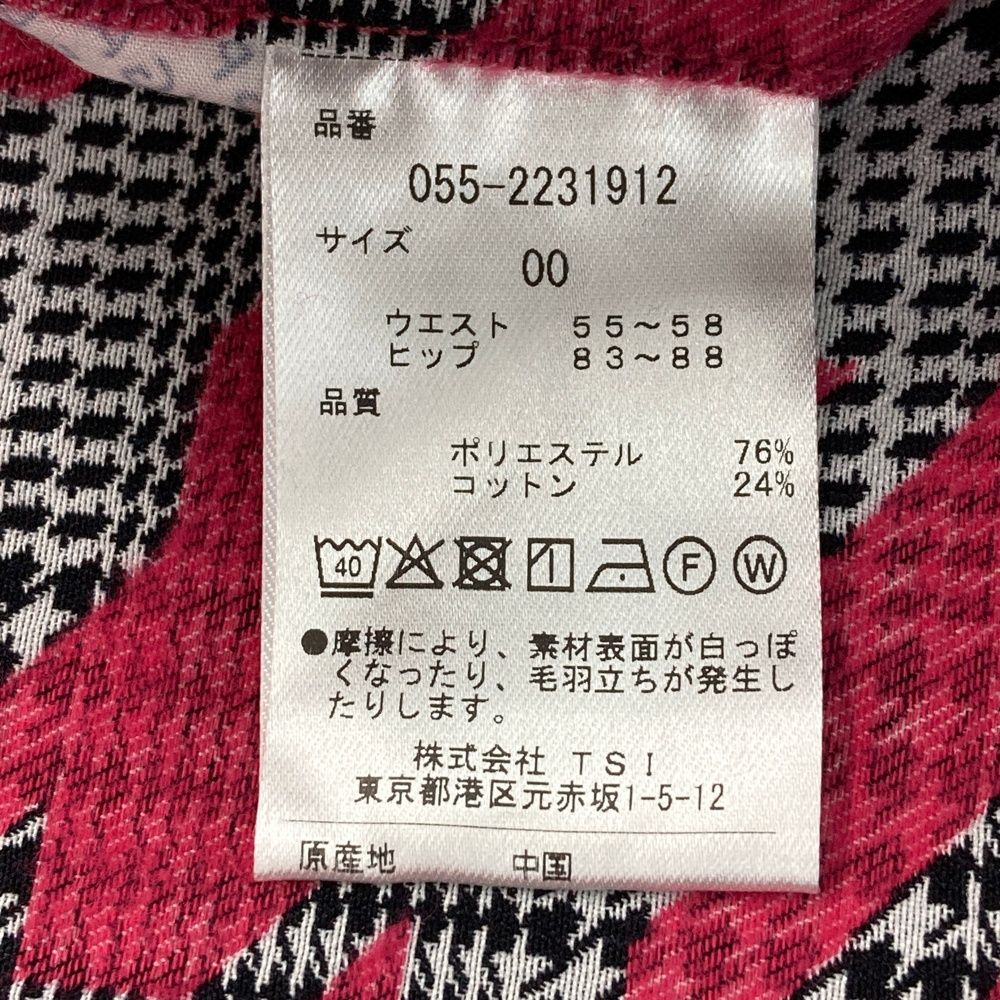 品番
055-2231912
サイズ
00
ウエスト 55～58
ヒップ 83～88
品質
ポリエステル 76%
コットン 24%
40 F W
●摩擦により、素材表面が白っぽ
くなったり、毛羽立ちが発生し
たりします。
株式会社 TSI
東京都港区元赤坂1-5-12
原産地 中国